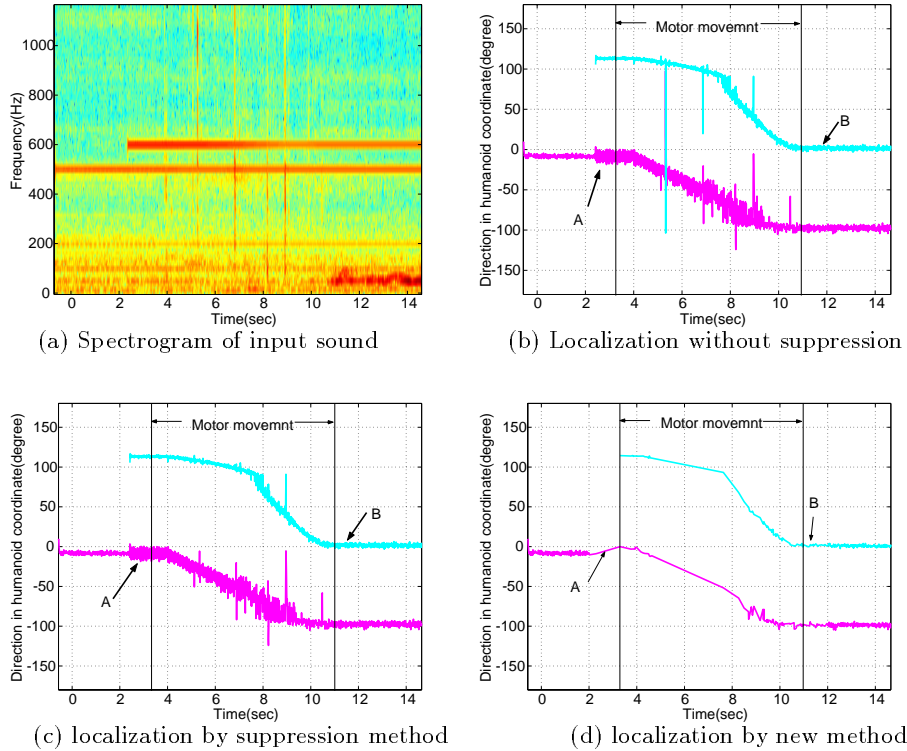 1000
800
600
400
200
0
Frequency(Hz)
0 2 4 6 8 10 12 14
Time(sec)
(a) Spectrogram of input sound
Motor movemnt
150
100
50
0
-50
-100
-150
Direction in humanoid coordinate(degree)
A
B
0 2 4 6 8 10 12 14
Time(sec)
(b) Localization without suppression
Motor movemnt
150
100
50
0
-50
-100
-150
Direction in humanoid coordinate(degree)
A
B
0 2 4 6 8 10 12 14
Time(sec)
(c) localization by suppression method
Motor movemnt
150
100
50
0
-50
-100
-150
Direction in humanoid coordinate(degree)
A
B
0 2 4 6 8 10 12 14
Time(sec)
(d) localization by new method